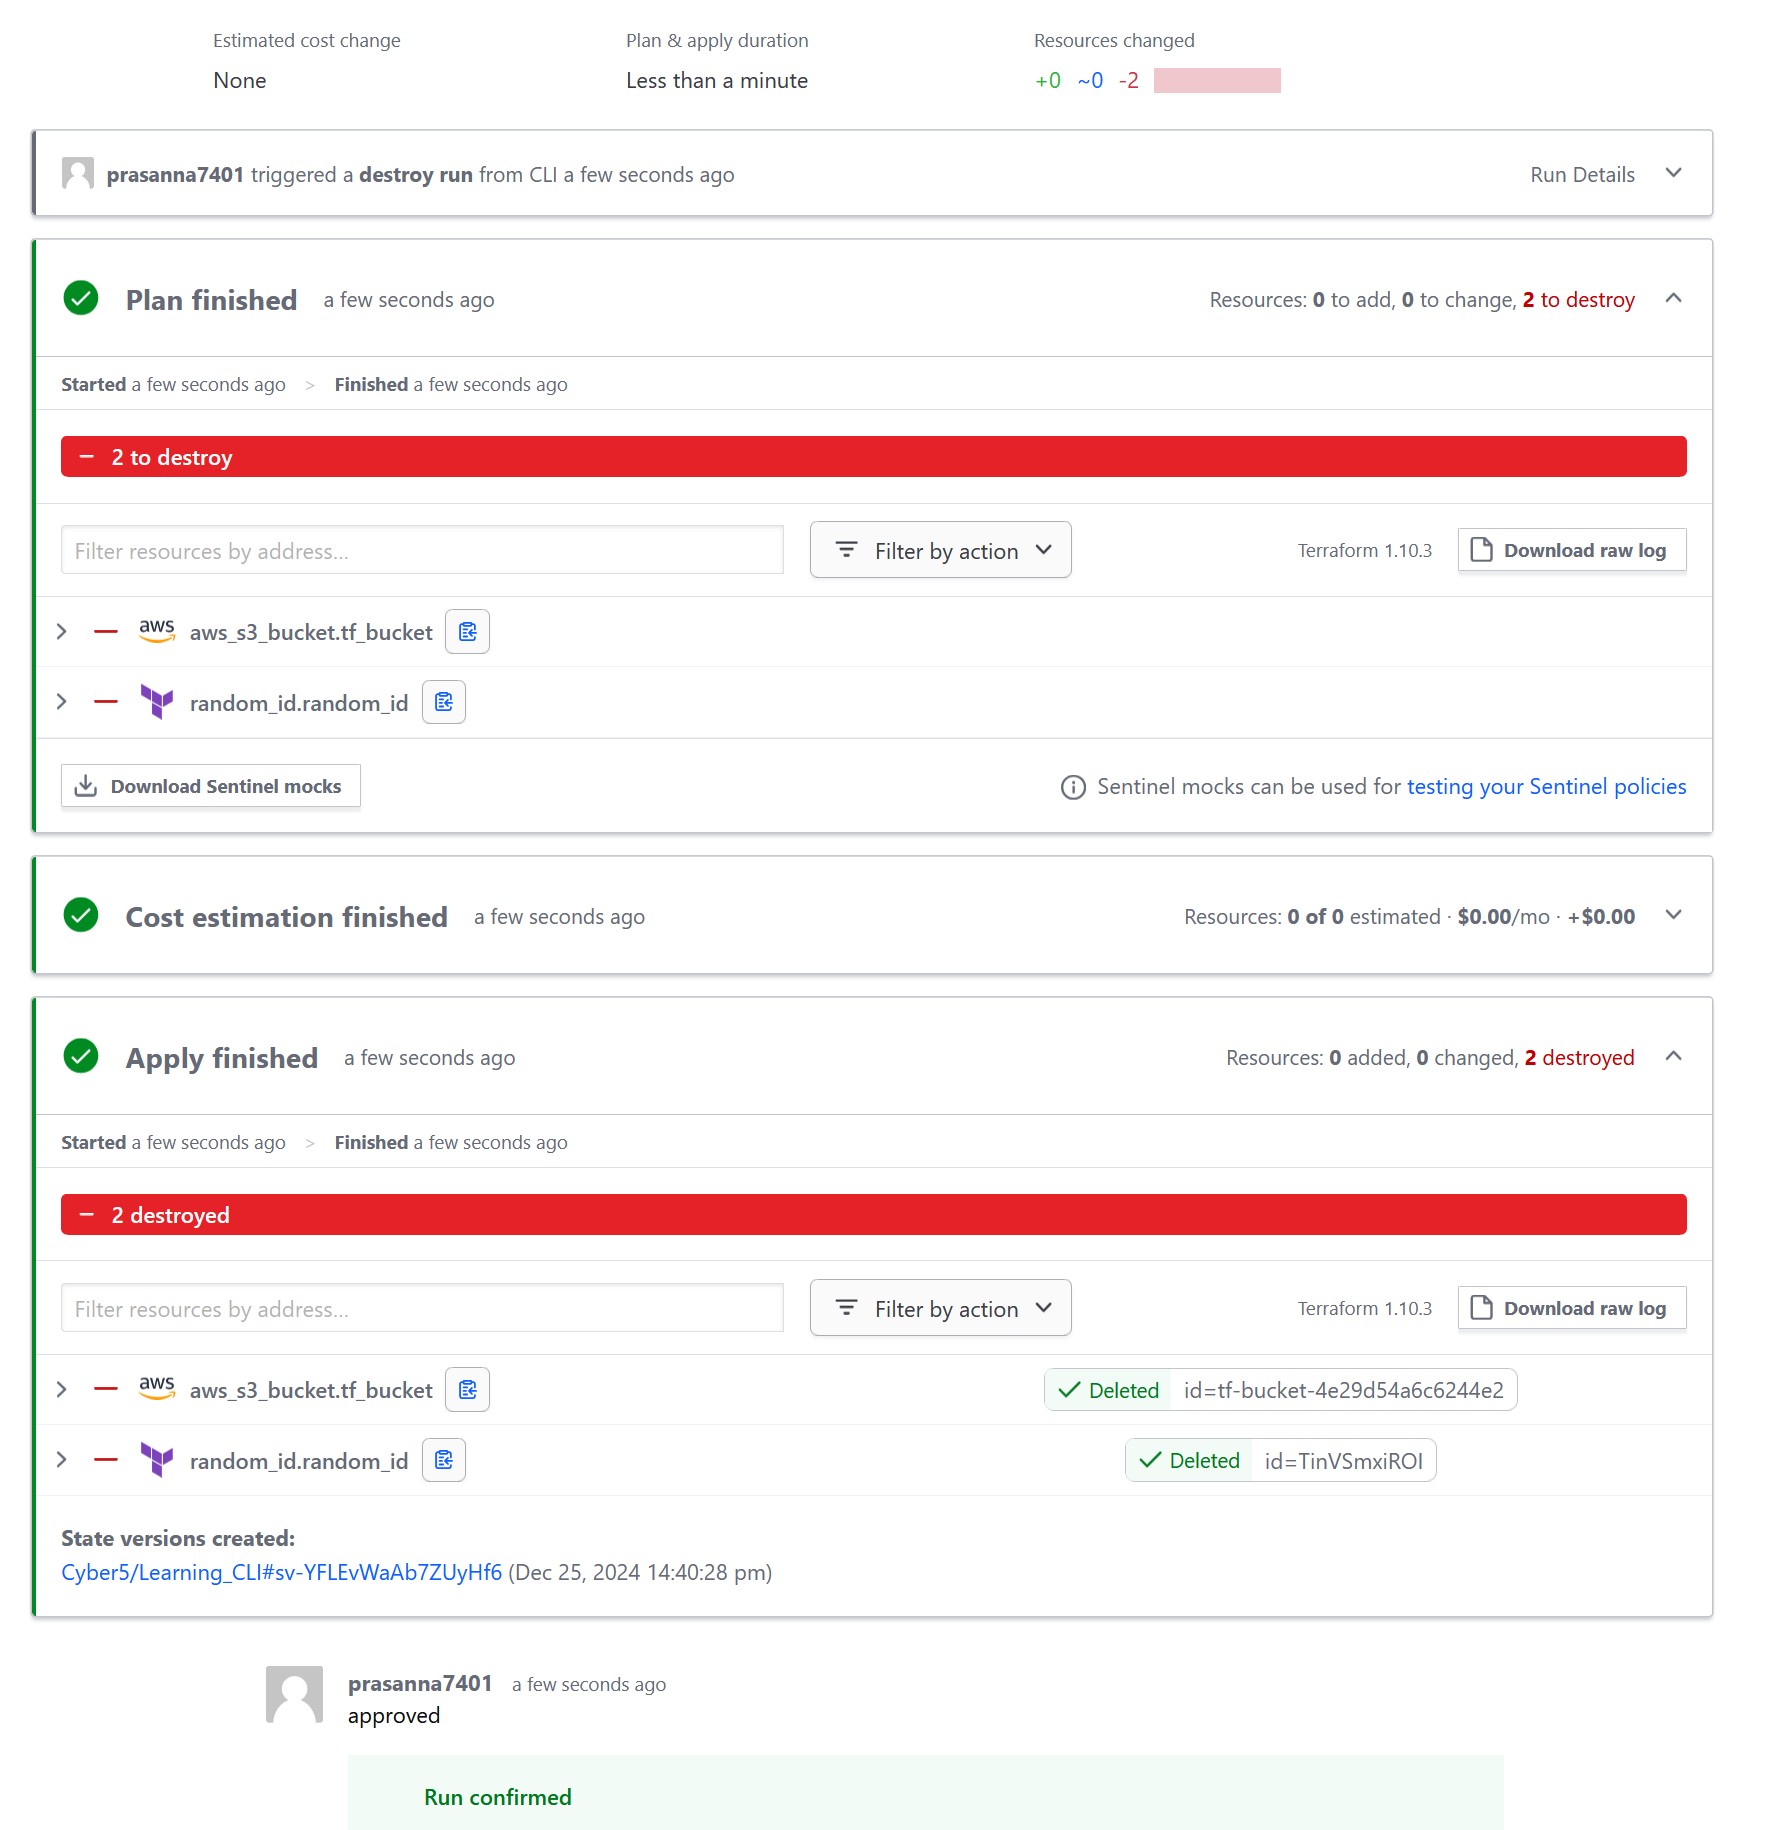 Estimated cost change
Plan & apply duration
Resources changed
None
Less than a minute
+0 ~0 -2
prasanna7401 triggered a destroy run from CLI a few seconds ago
Run Details
Plan finished a few seconds ago
Resources: 0 to add, 0 to change, 2 to destroy
Started a few seconds ago > Finished a few seconds ago
− 2 to destroy
Filter resources by address...
Filter by action
Terraform 1.10.3
Download raw log
aws aws_s3_bucket.tf_bucket
random_id.random_id
Download Sentinel mocks
Sentinel mocks can be used for testing your Sentinel policies
Cost estimation finished a few seconds ago
Resources: 0 of 0 estimated · $0.00/mo · +$0.00
Apply finished a few seconds ago
Resources: 0 added, 0 changed, 2 destroyed
Started a few seconds ago > Finished a few seconds ago
− 2 destroyed
Filter resources by address...
Filter by action
Terraform 1.10.3
Download raw log
aws aws_s3_bucket.tf_bucket
Deleted id=tf-bucket-4e29d54a6c6244e2
random_id.random_id
Deleted id=TinVSmxiROI
State versions created:
Cyber5/Learning_CLI#sv-YFLEvWaAb7ZUyHf6 (Dec 25, 2024 14:40:28 pm)
prasanna7401 a few seconds ago
approved
Run confirmed